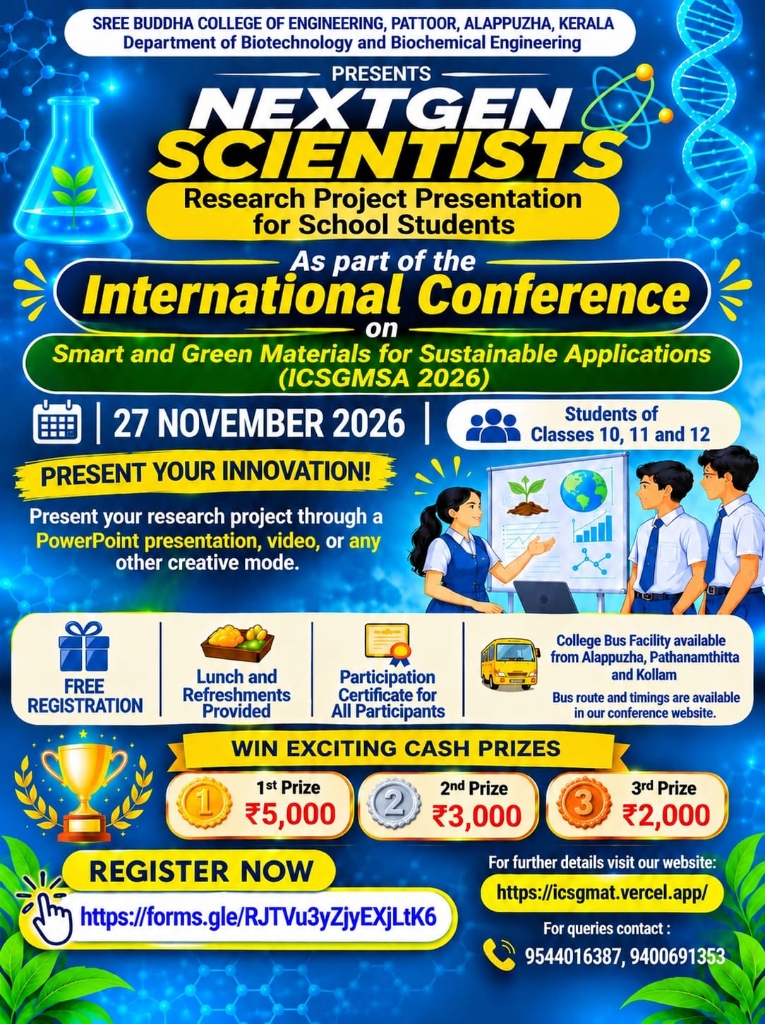 SREE BUDDHA COLLEGE OF ENGINEERING, PATTOOR, ALAPPUZHA, KERALA
Department of Biotechnology and Biochemical Engineering
PRESENTS
NEXTGEN
SCIENTISTS
Research Project Presentation
for School Students
As part of the
International Conference
on
Smart and Green Materials for Sustainable Applications
(ICSGMSA 2026)
27 NOVEMBER 2026
Students of
Classes 10, 11 and 12
PRESENT YOUR INNOVATION!
Present your research project through a
PowerPoint presentation, video, or any
other creative mode.
FREE
REGISTRATION
Lunch and
Refreshments
Provided
Participation
Certificate for
All Participants
College Bus Facility available
from Alappuzha, Pathanamthitta
and Kollam
Bus route and timings are available
in our conference website.
WIN EXCITING CASH PRIZES
1
1st Prize
₹5,000
2
2nd Prize
₹3,000
3
3rd Prize
₹2,000
REGISTER NOW
https://forms.gle/RJTVu3yZjyEXjLtK6
For further details visit our website:
https://icsgmat.vercel.app/
For queries contact :
9544016387, 9400691353